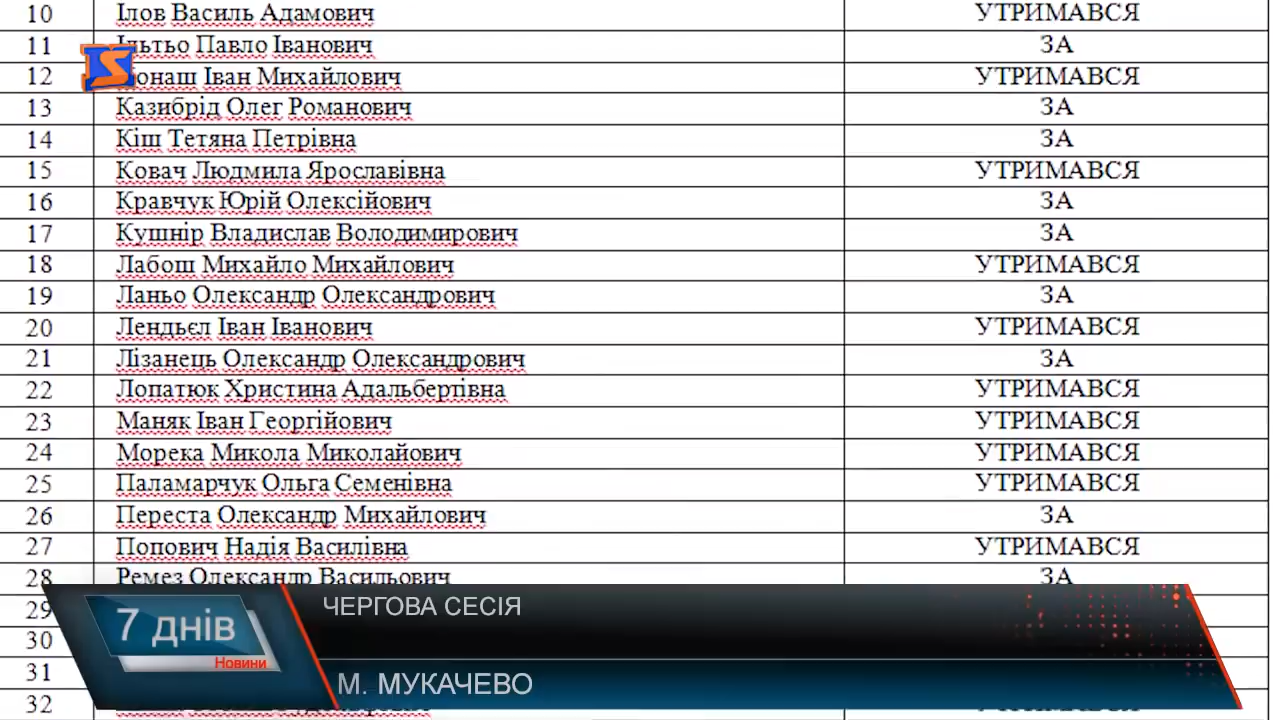 10 Ілов Василь Адамович УТРИМАВСЯ
11 Ільтьо Павло Іванович ЗА
12 Іван Михайлович УТРИМАВСЯ
13 Казибрід Олег Романович ЗА
14 Кіш Тетяна Петрівна ЗА
15 Ковач Людмила Ярославівна УТРИМАВСЯ
16 Кравчук Юрій Олексійович ЗА
17 Кушнір Владислав Володимирович ЗА
18 Лабош Михайло Михайлович УТРИМАВСЯ
19 Ланьо Олександр Олександрович ЗА
20 Лендьєл Іван Іванович УТРИМАВСЯ
21 Лізанець Олександр Олександрович ЗА
22 Лопатюк Христина Адальбертівна УТРИМАВСЯ
23 Маняк Іван Георгійович УТРИМАВСЯ
24 Морека Микола Миколайович УТРИМАВСЯ
25 Паламарчук Ольга Семенівна УТРИМАВСЯ
26 Переста Олександр Михайлович ЗА
27 Попович Надія Василівна УТРИМАВСЯ
28 Ремез Олександр Васильович ЗА
29
30
31
32
7 днів
Новини
ЧЕРГОВА СЕСІЯ
М. МУКАЧЕВО